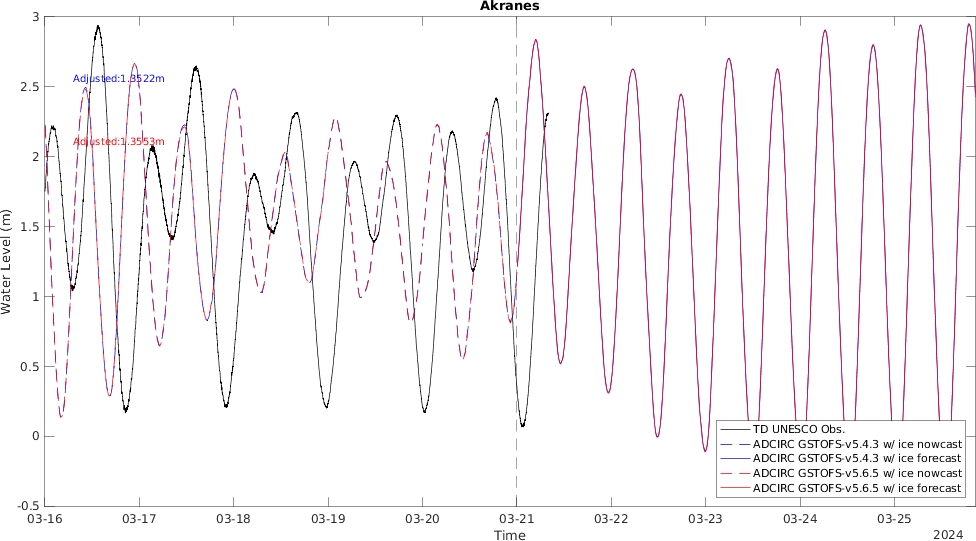 Akranes
3
2.5
2
1.5
1
0.5
0
-0.5
Water Level (m)
Adjusted:1.3522m
Adjusted:1.3553m
TD UNESCO Obs.
ADCIRC GSTOFS-v5.4.3 w/ ice nowcast
ADCIRC GSTOFS-v5.4.3 w/ ice forecast
ADCIRC GSTOFS-v5.6.5 w/ ice nowcast
ADCIRC GSTOFS-v5.6.5 w/ ice forecast
03-16 03-17 03-18 03-19 03-20 03-21 03-22 03-23 03-24 03-25
Time
2024